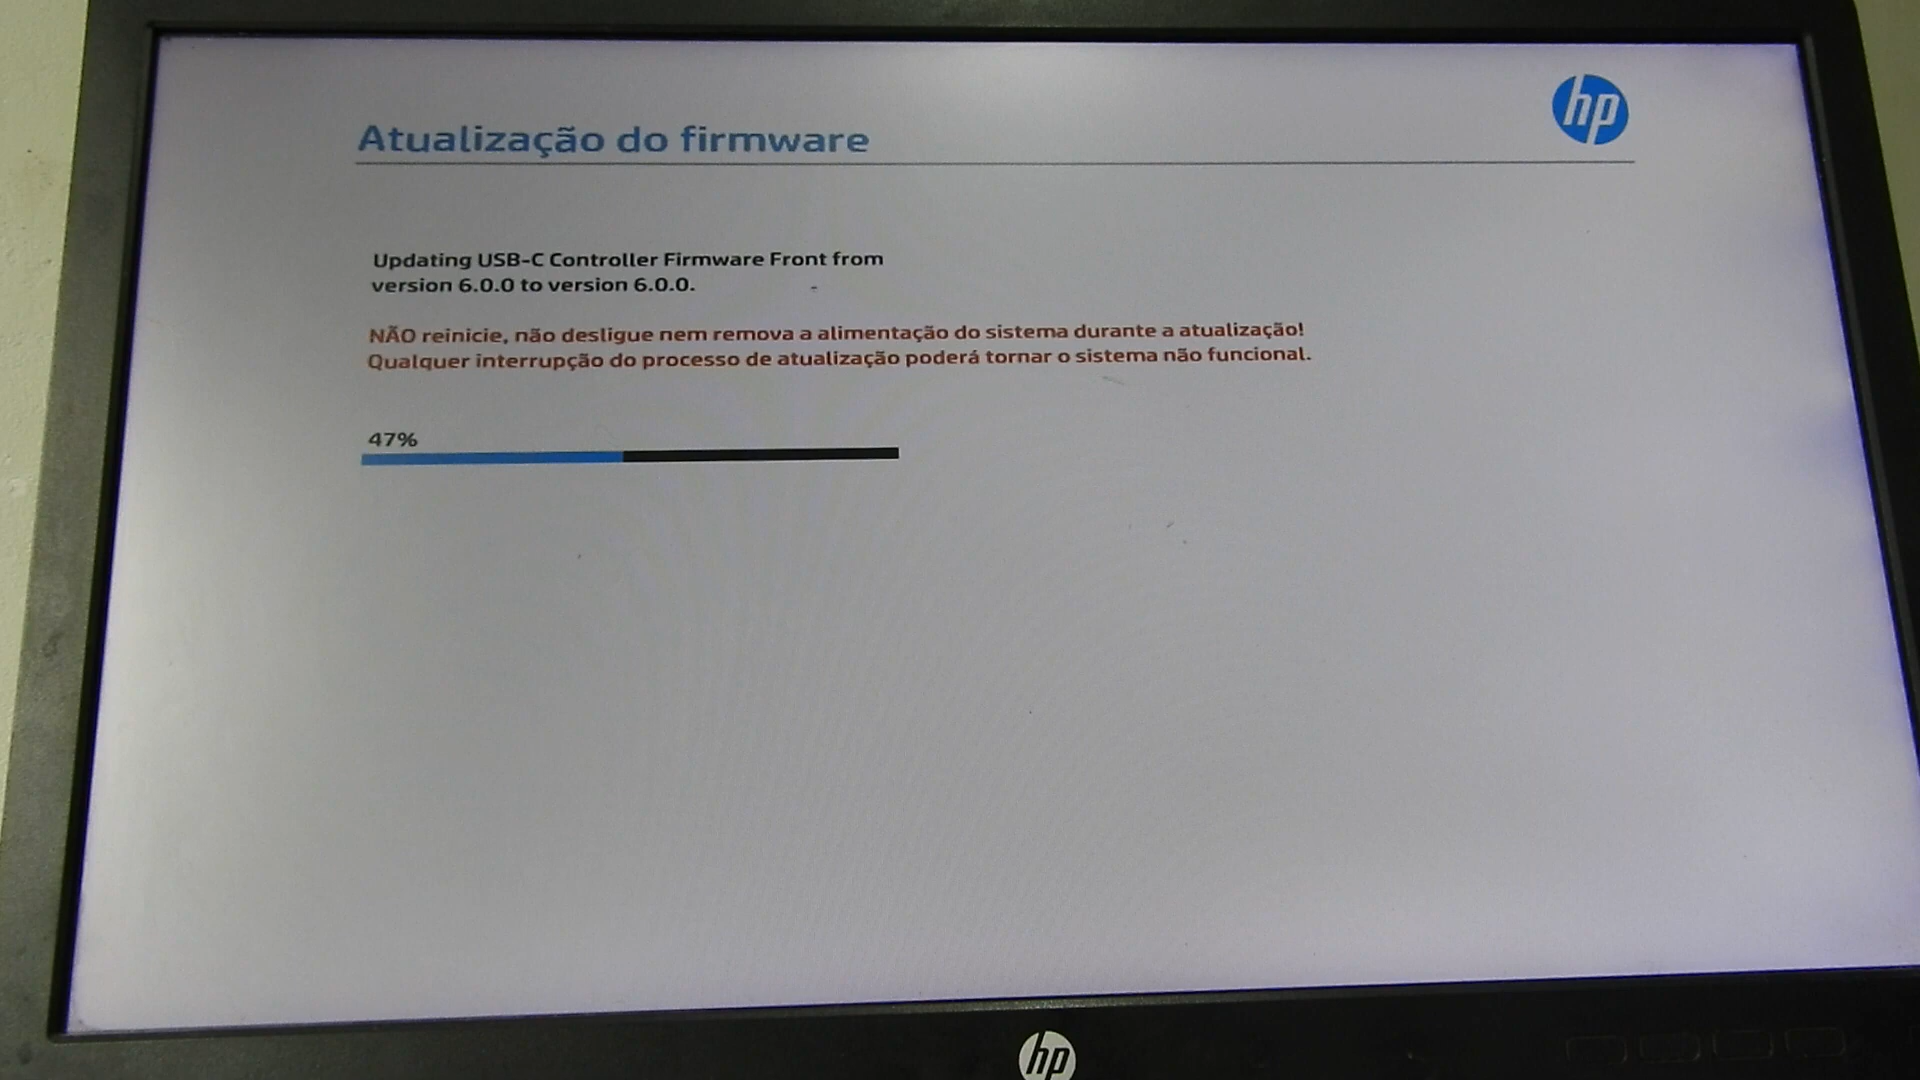 hp
Atualização do firmware
Updating USB-C Controller Firmware Front from
version 6.0.0 to version 6.0.0.
NÃO reinicie, não desligue nem remova a alimentação do sistema durante a atualização!
Qualquer interrupção do processo de atualização poderá tornar o sistema não funcional.
47%
hp